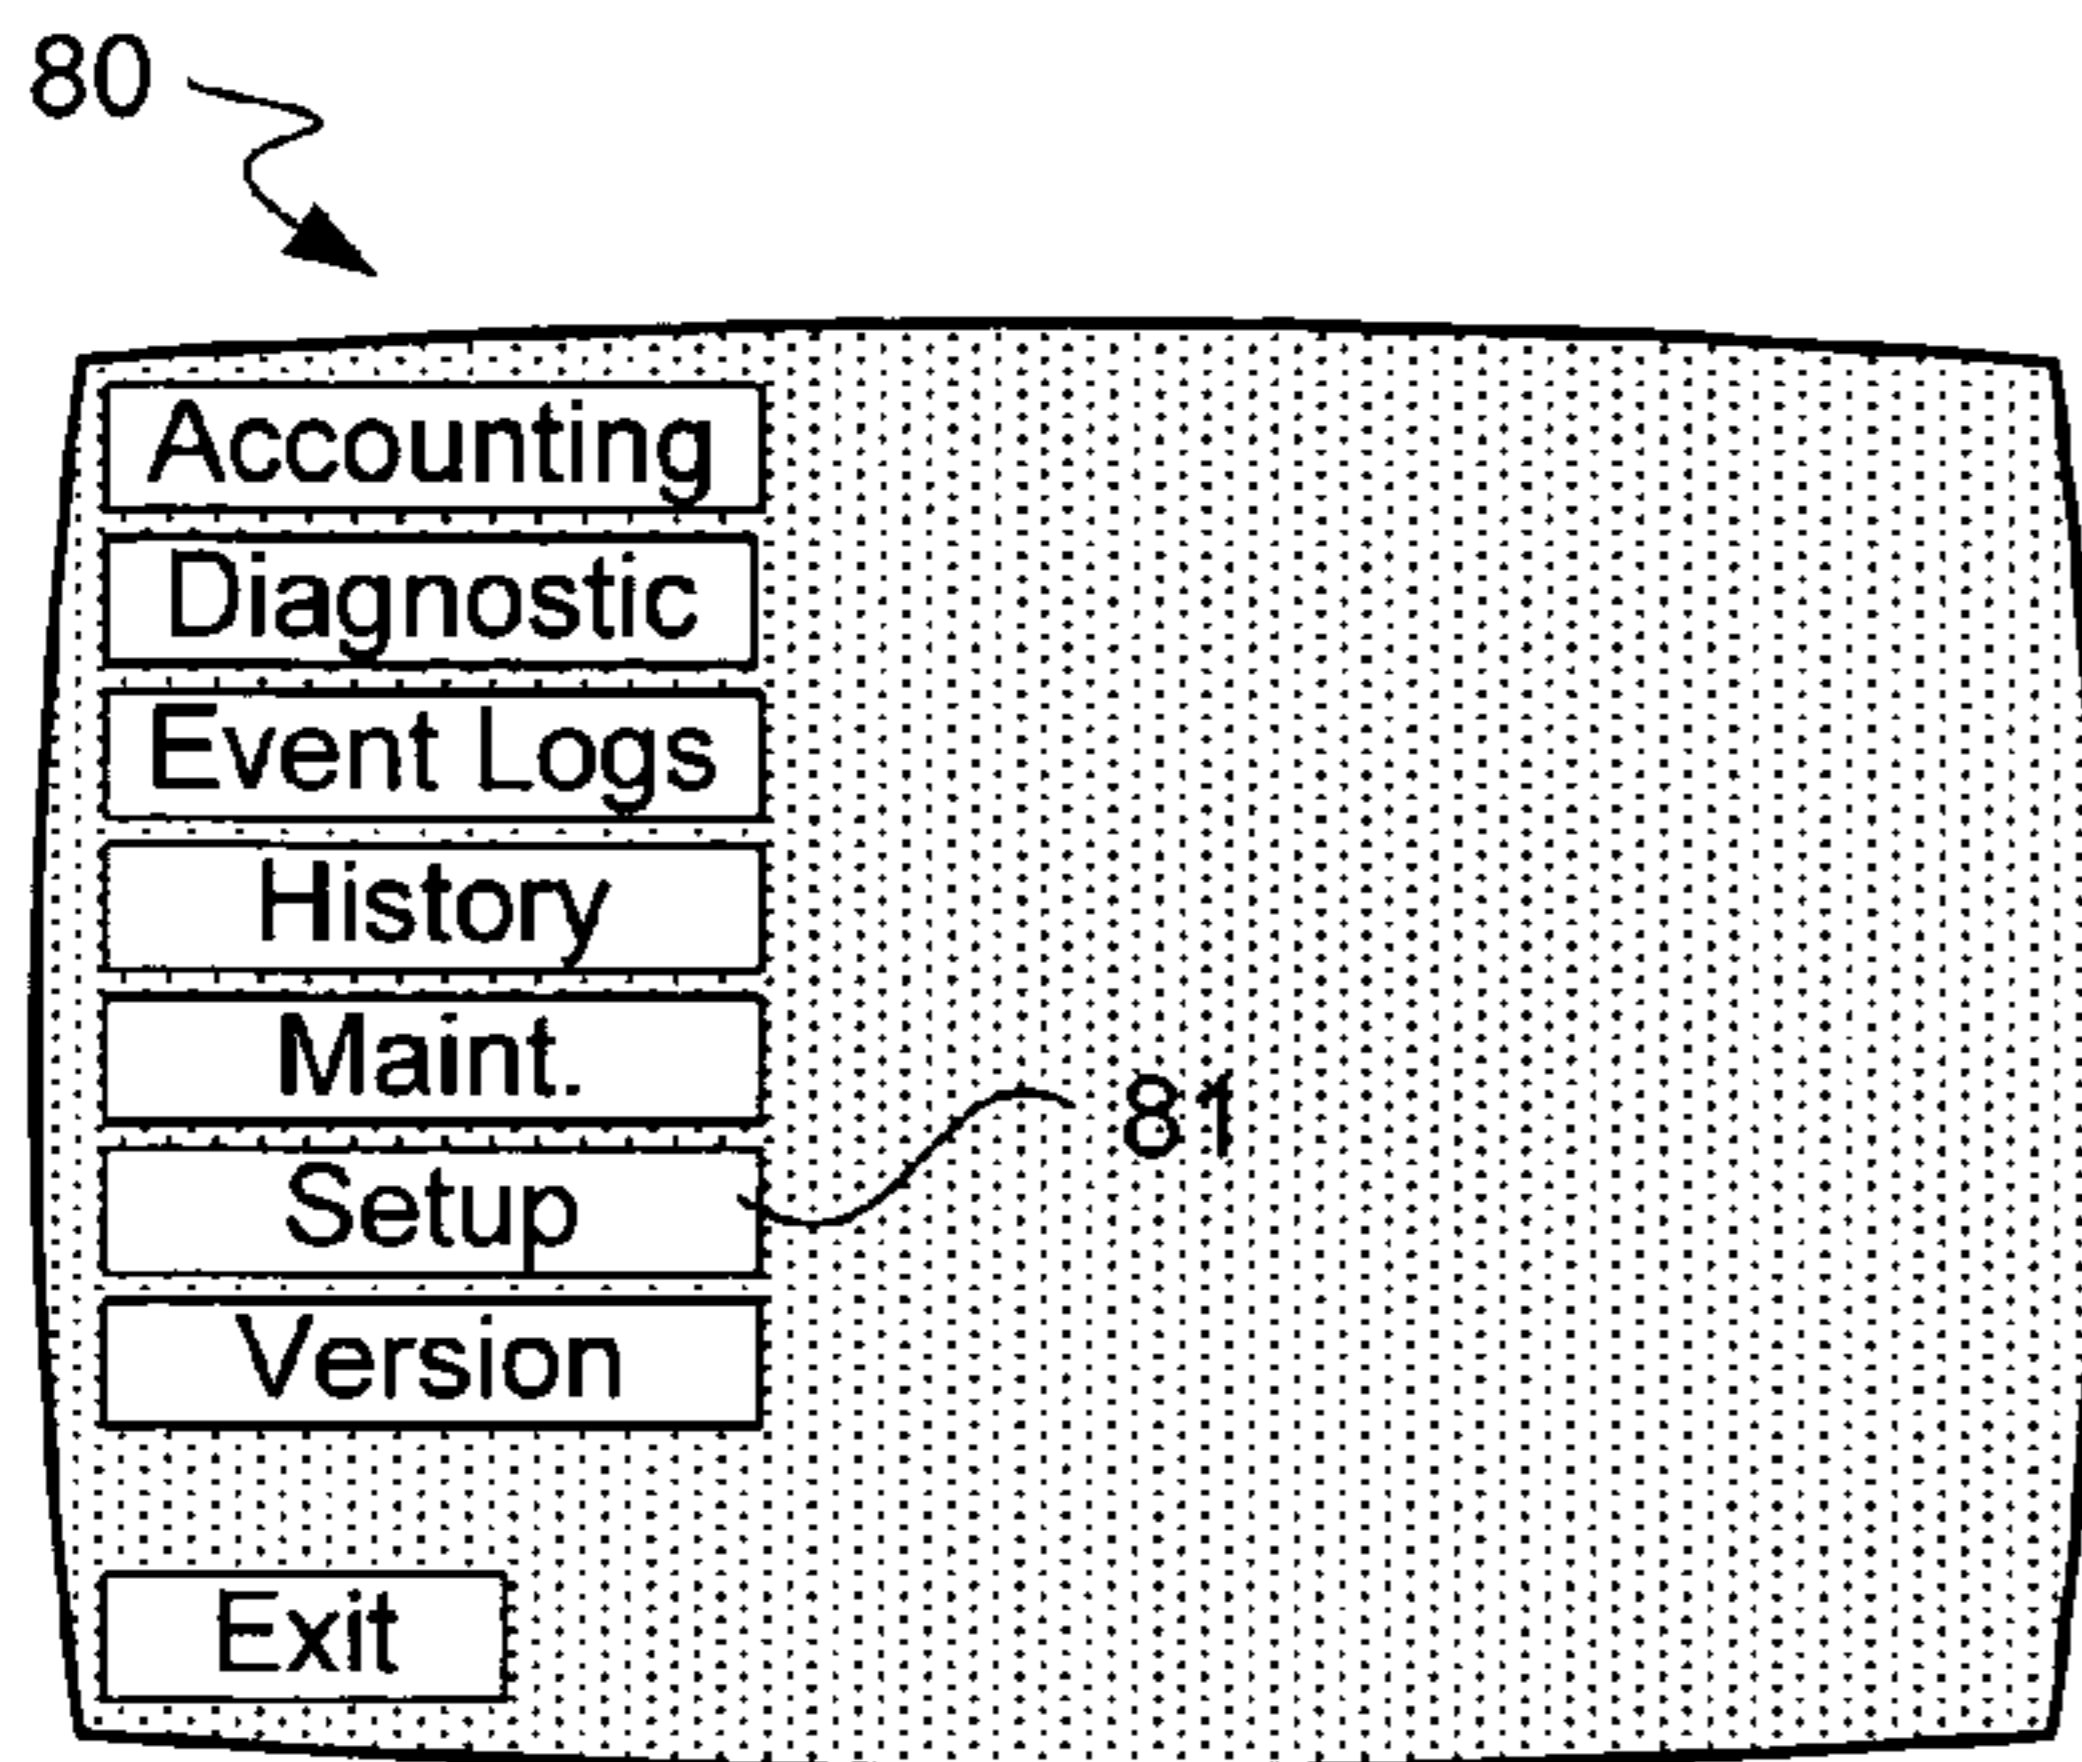 80
Accounting
Diagnostic
Event Logs
History
Maint.
81
Setup
Version
Exit